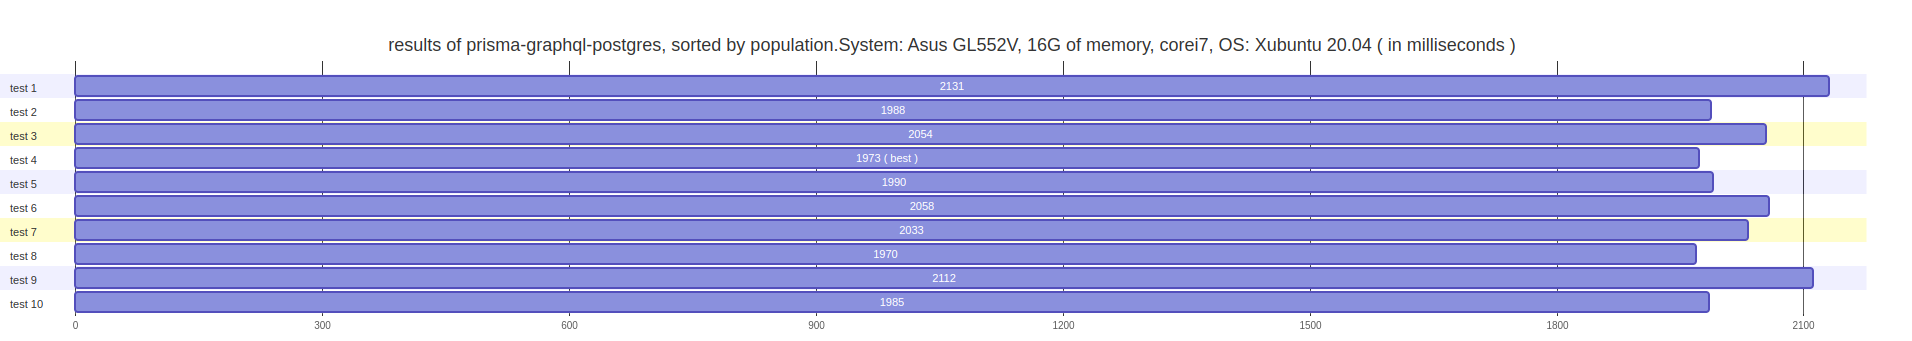 results of prisma-graphql-postgres, sorted by population.System: Asus GL552V, 16G of memory, corei7, OS: Xubuntu 20.04 ( in milliseconds )
test 1 2131
test 2 1988
test 3 2054
test 4 1973 ( best )
test 5 1990
test 6 2058
test 7 2033
test 8 1970
test 9 2112
test 10 1985
0 300 600 900 1200 1500 1800 2100